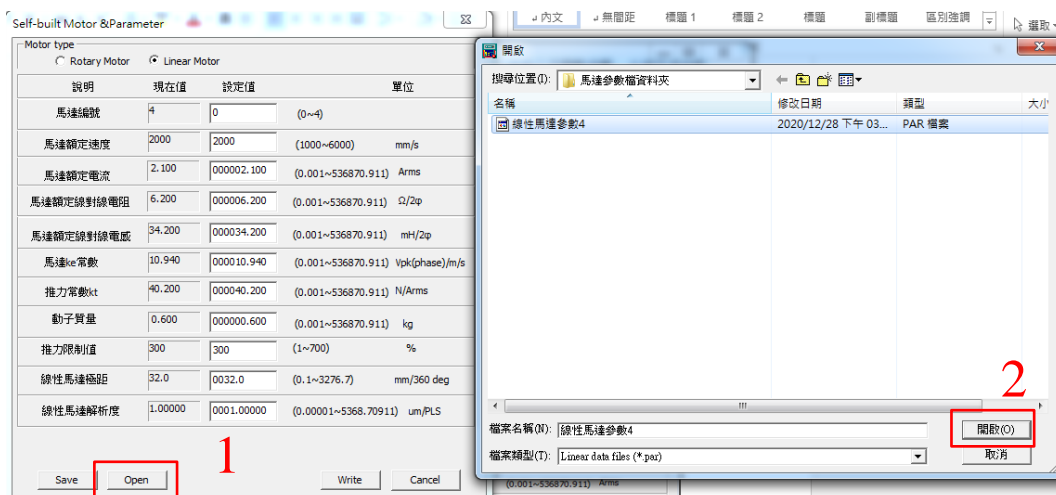 Self-built Motor &Parameter
Motor type
Rotary Motor Linear Motor
說明 現在值 設定值 單位
馬達編號 4 0 (0~4)
馬達額定速度 2000 2000 (1000~6000) mm/s
馬達額定電流 2.100 000002.100 (0.001~536870.911) Arms
馬達額定線對線電阻 6.200 000006.200 (0.001~536870.911) Ω/2φ
馬達額定線對線電感 34.200 000034.200 (0.001~536870.911) mH/2φ
馬達ke常數 10.940 000010.940 (0.001~536870.911) Vpk(phase)/m/s
推力常數kt 40.200 000040.200 (0.001~536870.911) N/Arms
動子質量 0.600 000000.600 (0.001~536870.911) kg
推力限制值 300 300 (1~700) %
線性馬達極距 32.0 0032.0 (0.1~3276.7) mm/360 deg
線性馬達解析度 1.00000 0001.00000 (0.00001~5368.70911) um/PLS
1
Save Open Write Cancel
內文 無間距 標題 1 標題 2 標題 副標題 區別強調 選取
開啟
搜尋位置(I): 馬達參數檔資料夾
名稱 修改日期 類型 大小
線性馬達參數4 2020/12/28 下午 03... PAR 檔案
2
檔案名稱(N): 線性馬達參數4 開啟(O)
檔案類型(T): Linear data files (*.par) 取消
(0.001~536870.911) Arms